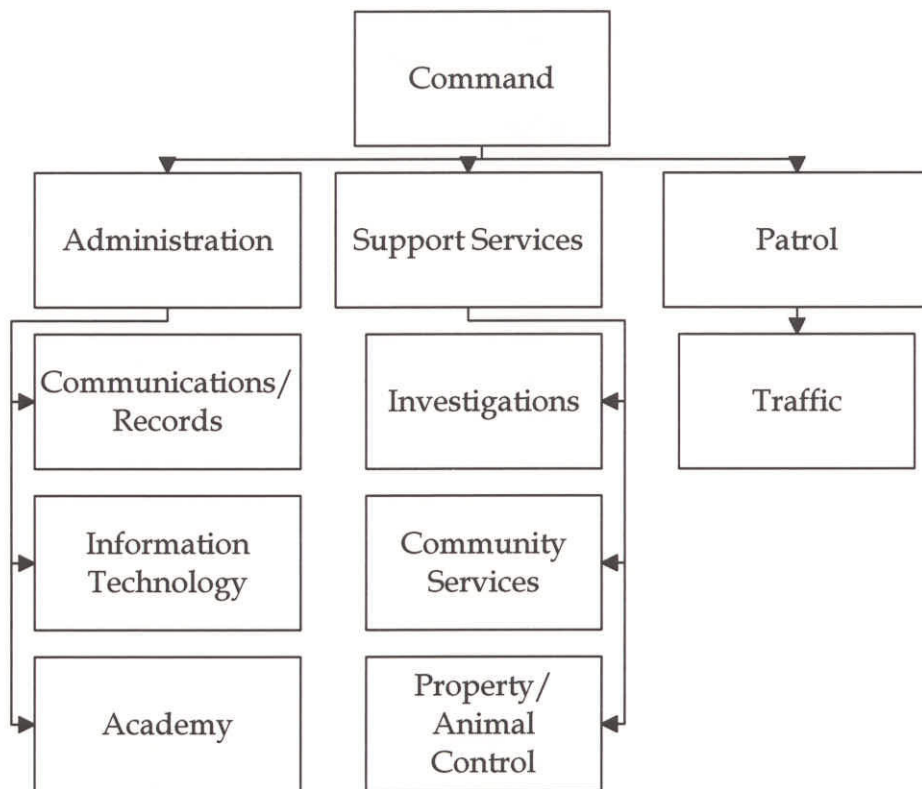 Command
Administration
Support Services
Patrol
Communications/
Records
Investigations
Traffic
Information
Technology
Community
Services
Academy
Property/
Animal
Control